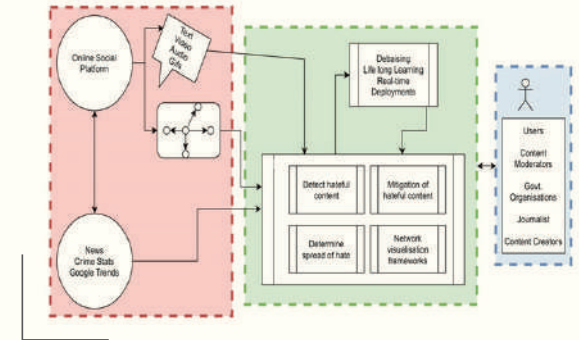 Online Social
Platform
Text
Video
Audio
Gifs
News
Crime Stats
Google Trends
Debaising
Life long Learning
Real-time
Deployments
Detect hateful
content
Mitigation of
hateful content
Determine
spread of hate
Network
visualisation
frameworks
Users
Content
Moderators
Govt.
Organisations
Journalist
Content Creators